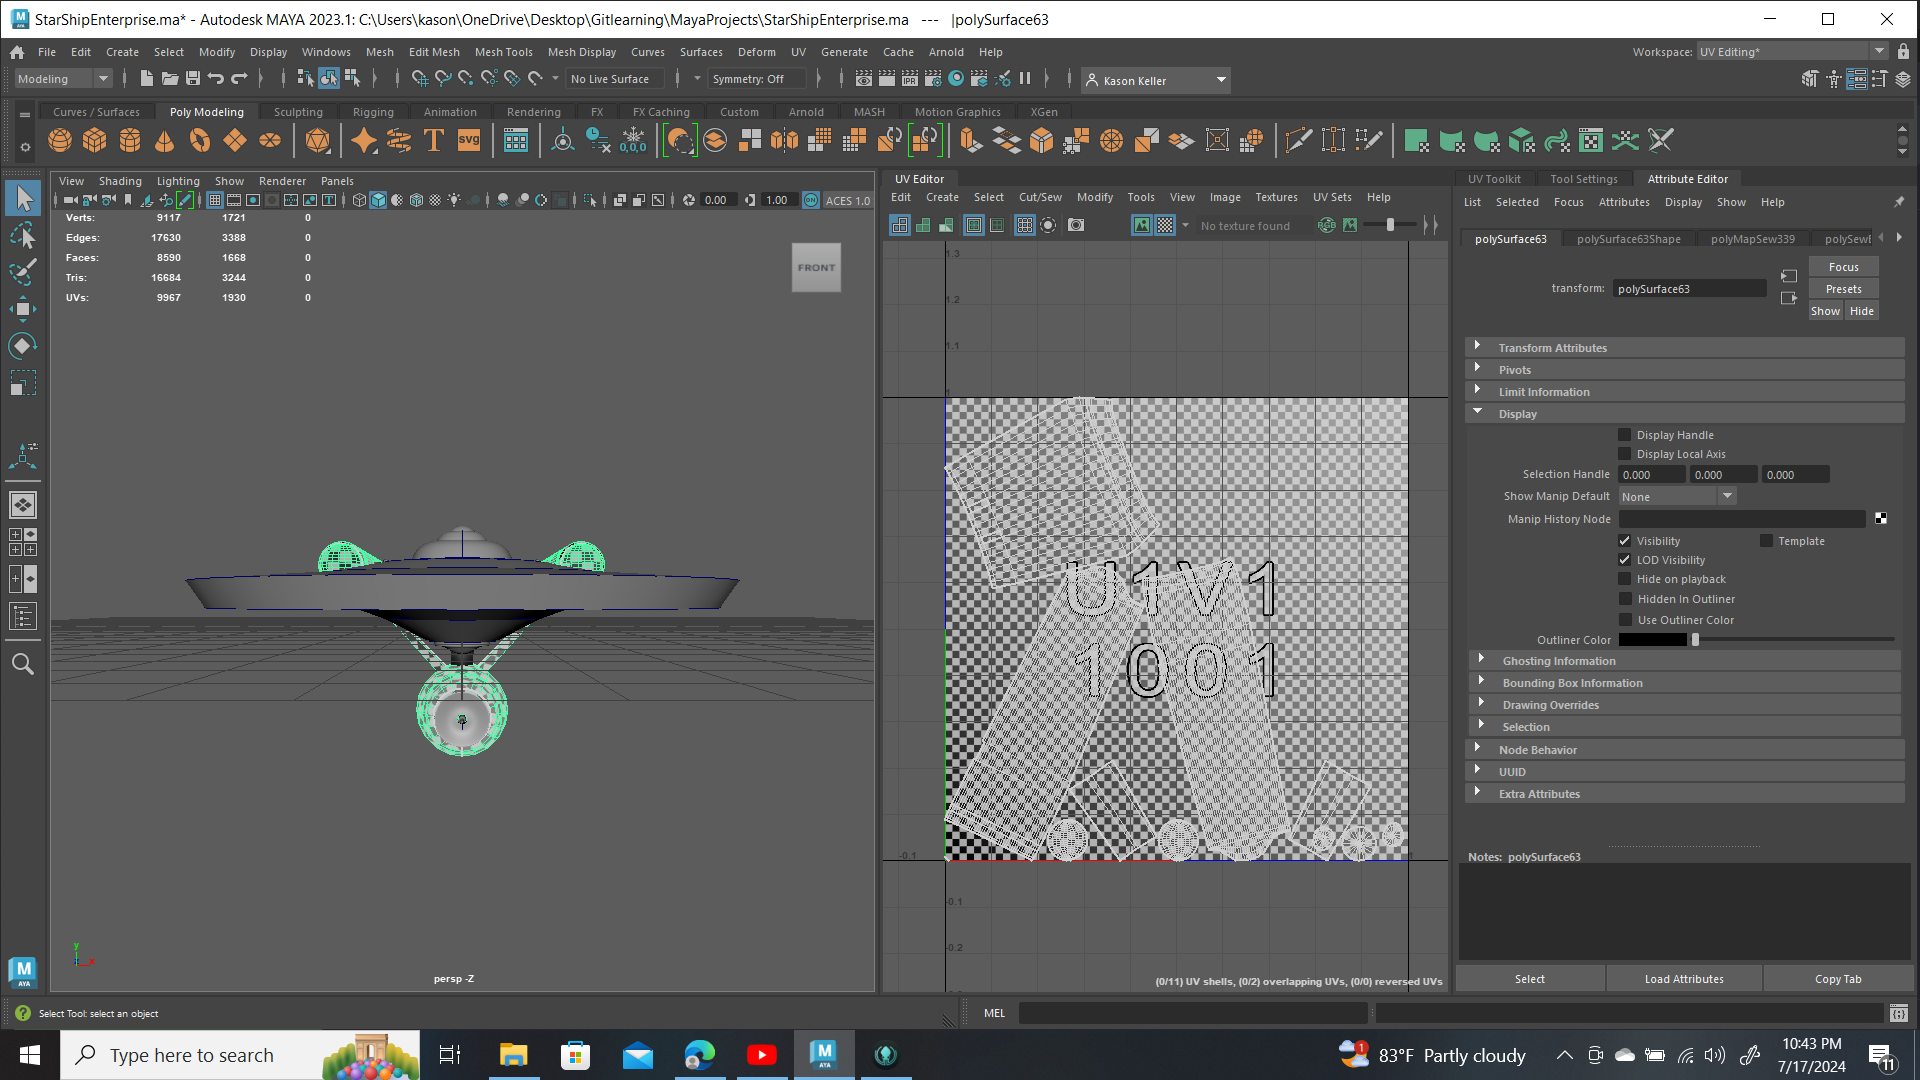 StarShipEnterprise.ma* - Autodesk MAYA 2023.1: C:\Users\kason\OneDrive\Desktop\Gitlearning\MayaProjects\StarShipEnterprise.ma --- |polySurface63
File Edit Create Select Modify Display Windows Mesh Edit Mesh Mesh Tools Mesh Display Curves Surfaces Deform UV Generate Cache Arnold Help
Workspace: UV Editing*
Modeling No Live Surface Symmetry: Off IPR Kason Keller
Curves / Surfaces Poly Modeling Sculpting Rigging Animation Rendering FX FX Caching Custom Arnold MASH Motion Graphics XGen
SVG 0,0,0
View Shading Lighting Show Renderer Panels
0.00 1.00 ACES 1.0
Verts: 9117 1721 0
Edges: 17630 3388 0
Faces: 8590 1668 0
Tris: 16684 3244 0
UVs: 9967 1930 0
FRONT
y
x
persp -Z
UV Editor
Edit Create Select Cut/Sew Modify Tools View Image Textures UV Sets Help
No texture found RGB
1.3
1.2
1.1
1
U1V1
1001
-0.1
1
-0.1
-0.2
(0/11) UV shells, (0/2) overlapping UVs, (0/0) reversed UVs
UV Toolkit Tool Settings Attribute Editor
List Selected Focus Attributes Display Show Help
polySurface63 polySurface63Shape polyMapSew339 polySewE
transform: polySurface63
Focus
Presets
Show Hide
Transform Attributes
Pivots
Limit Information
Display
Display Handle
Display Local Axis
Selection Handle 0.000 0.000 0.000
Show Manip Default None
Manip History Node
Visibility Template
LOD Visibility
Hide on playback
Hidden In Outliner
Use Outliner Color
Outliner Color
Ghosting Information
Bounding Box Information
Drawing Overrides
Selection
Node Behavior
UUID
Extra Attributes
Notes: polySurface63
Select Load Attributes Copy Tab
M
AYA
Select Tool: select an object
MEL
Type here to search
83°F Partly cloudy
10:43 PM
7/17/2024
11